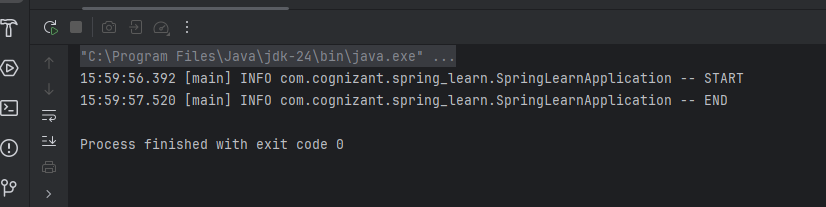 "C:\Program Files\Java\jdk-24\bin\java.exe" ...
15:59:56.392 [main] INFO com.cognizant.spring_learn.SpringLearnApplication -- START
15:59:57.520 [main] INFO com.cognizant.spring_learn.SpringLearnApplication -- END
Process finished with exit code 0